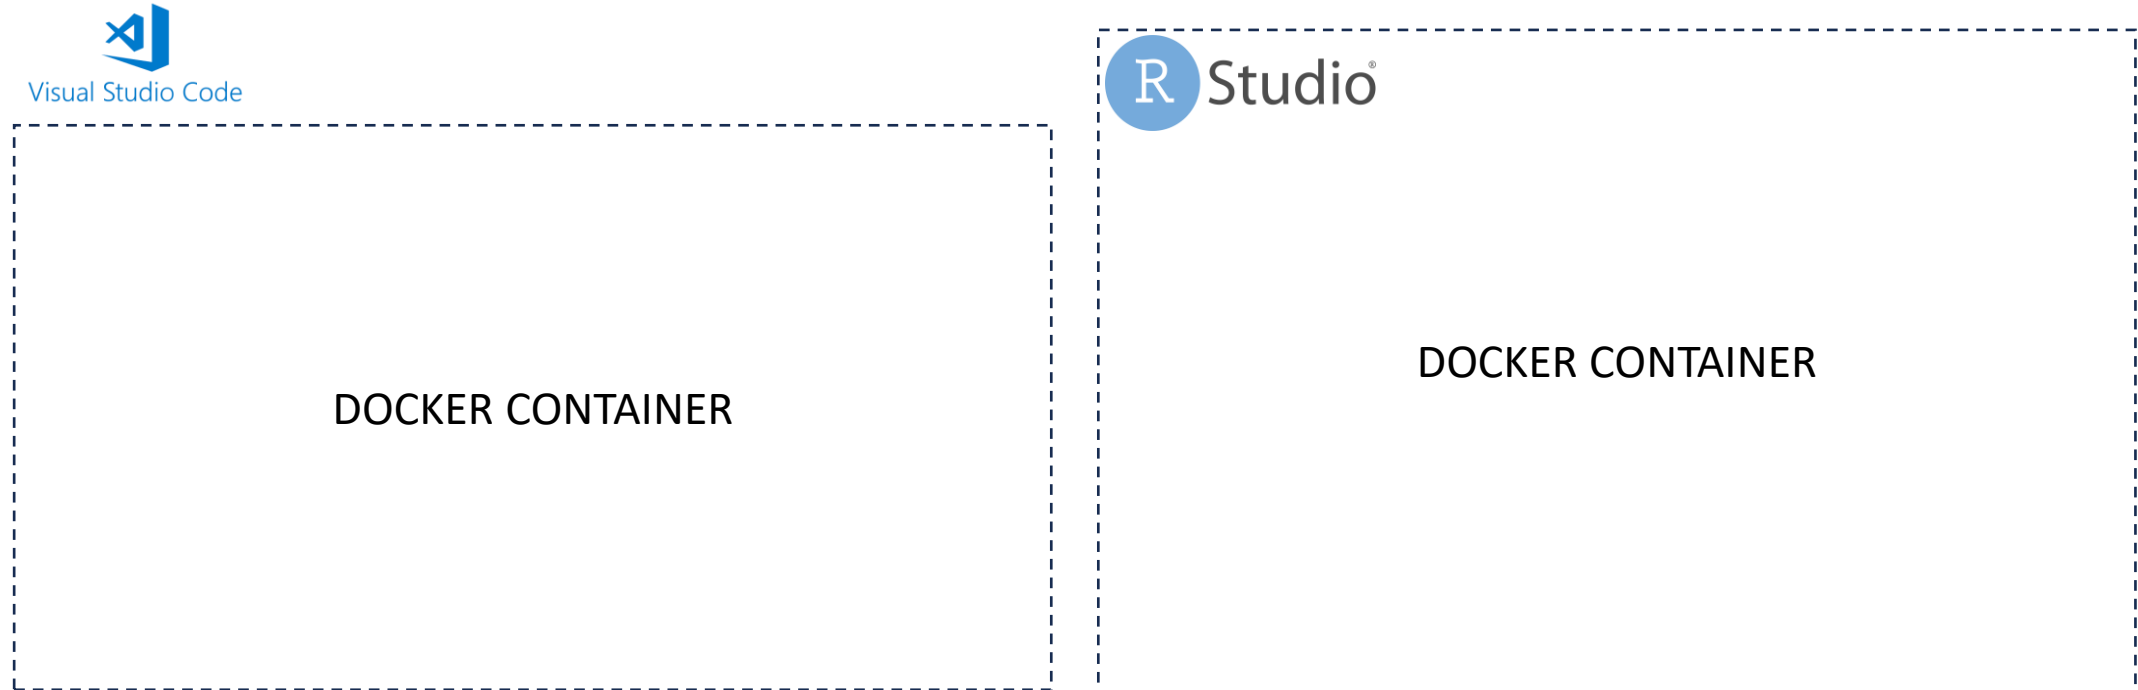 Visual Studio Code
DOCKER CONTAINER
R Studio®
DOCKER CONTAINER